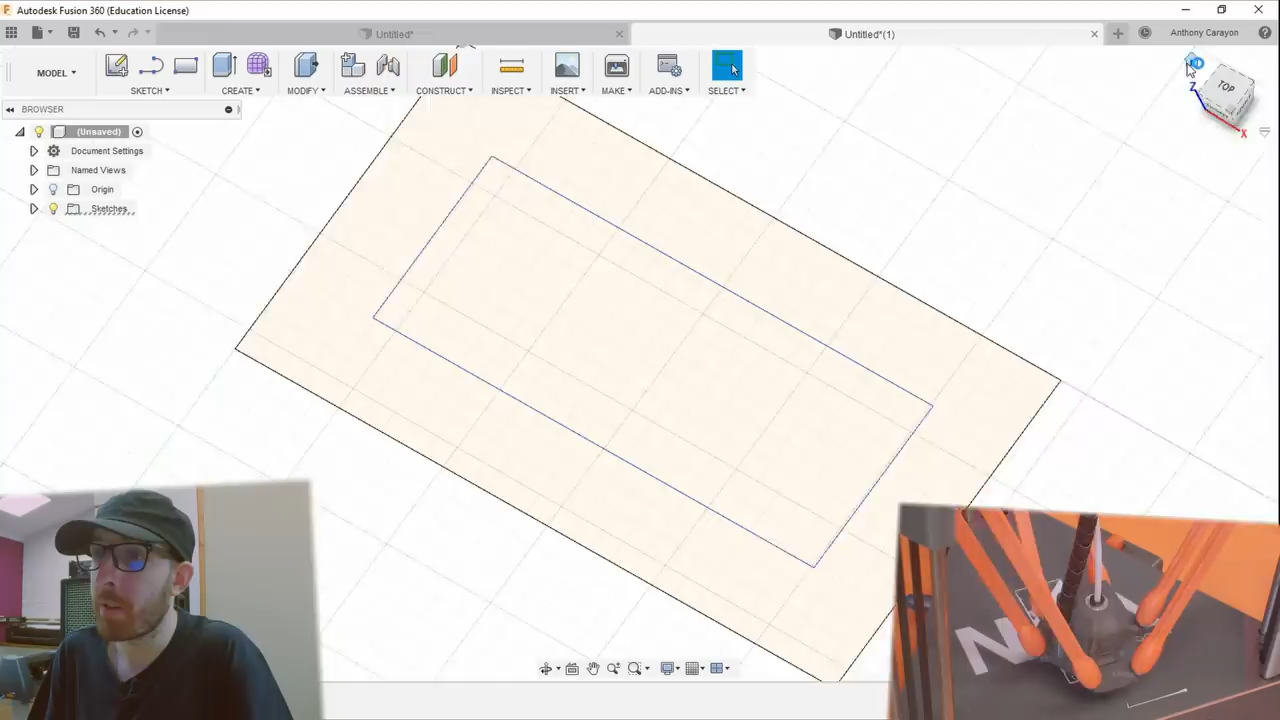 Autodesk Fusion 360 (Education License)
Untitled*
Untitled*(1)
Anthony Carayon
MODEL
SKETCH
CREATE
MODIFY
ASSEMBLE
CONSTRUCT
INSPECT
INSERT
MAKE
ADD-INS
SELECT
TOP
Z
X
BROWSER
(Unsaved)
Document Settings
Named Views
Origin
Sketches